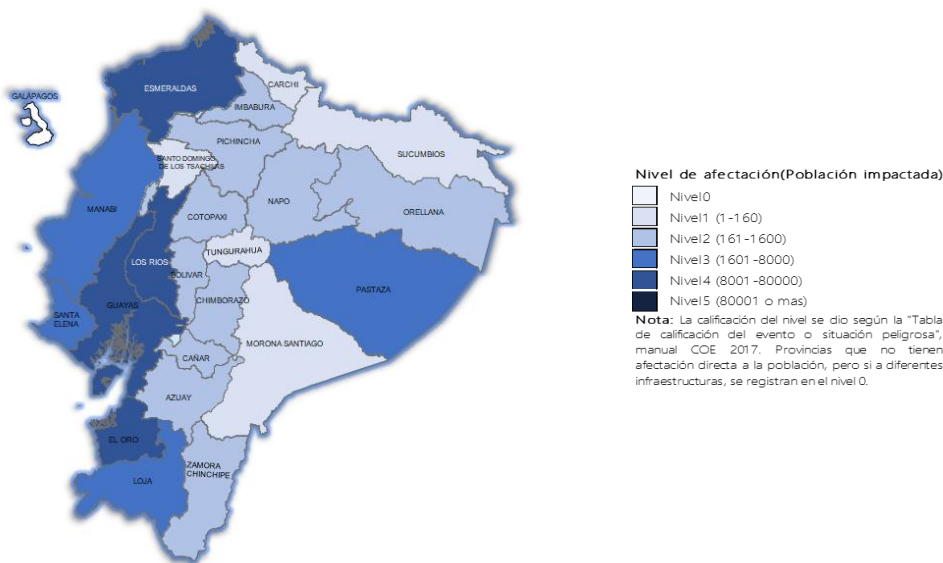 ESMERALDAS
CARCHI
IMBABURA
GALÁPAGOS
PICHINCHA
SUCUMBIOS
SANTO DOMINGO
DE LOS TSACHILAS
MANABI
COTOPAXI
NAPO
ORELLANA
LOS RIOS
TUNGURAHUA
BOLIVAR
PASTAZA
CHIMBORAZO
GUAYAS
SANTA
ELENA
MORONA SANTIAGO
CAÑAR
AZUAY
EL ORO
ZAMORA
CHINCHIPE
LOJA
Nivel de afectación(Población impactada)
Nivel0
Nivel1 (1-160)
Nivel2 (161-1600)
Nivel3 (1601-8000)
Nivel4 (8001-80000)
Nivel5 (80001 o mas)
Nota: La calificación del nivel se dio según la "Tabla
de calificación del evento o situación peligrosa",
manual COE 2017. Provincias que no tienen
afectación directa a la población, pero si a diferentes
infraestructuras, se registran en el nivel 0.